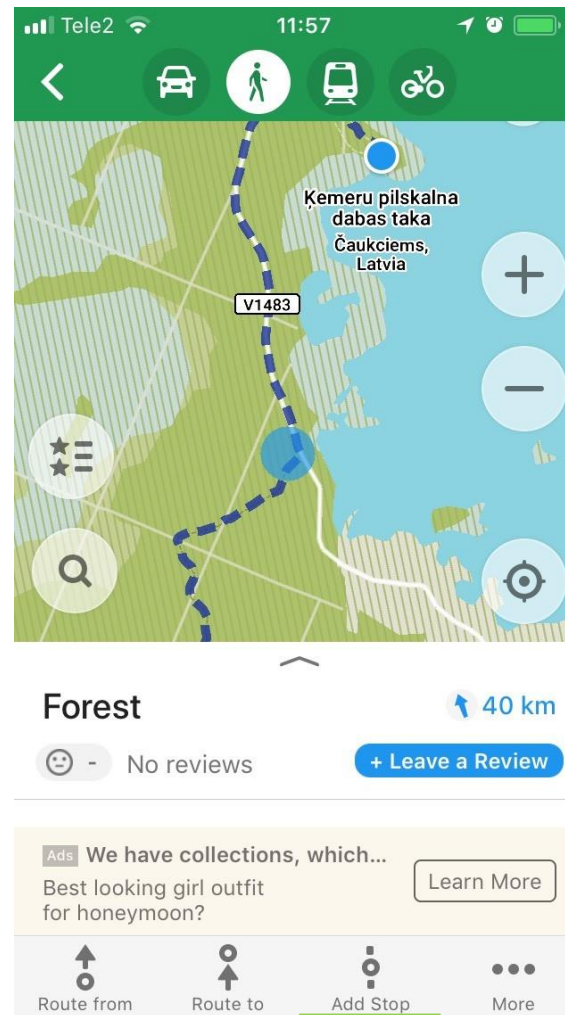 Tele2 11:57
Ķemeru pilskalna
dabas taka
Čaukciems,
Latvia
V1483
Forest
40 km
- No reviews
+ Leave a Review
Ads We have collections, which...
Best looking girl outfit
for honeymoon?
Learn More
Route from Route to Add Stop More